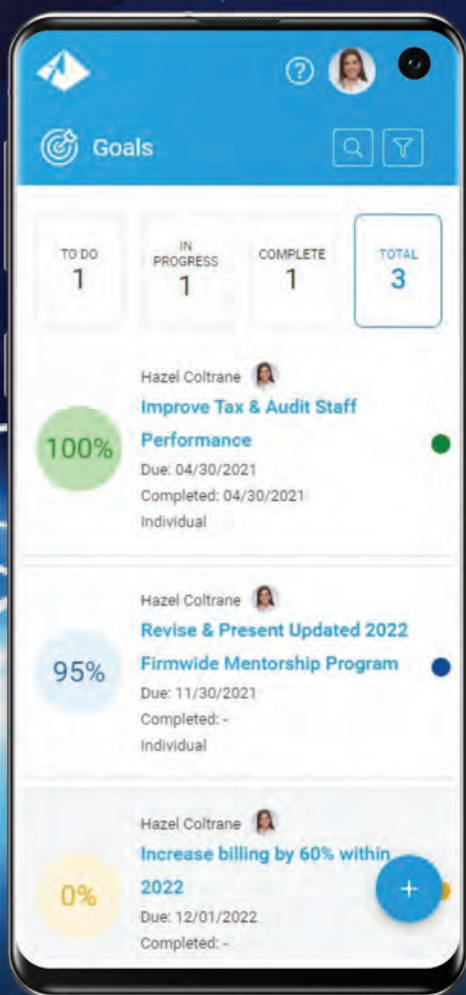 Goals
TO DO
1
IN
PROGRESS
1
COMPLETE
1
TOTAL
3
Hazel Coltrane
100%
Improve Tax & Audit Staff
Performance
Due: 04/30/2021
Completed: 04/30/2021
Individual
Hazel Coltrane
95%
Revise & Present Updated 2022
Firmwide Mentorship Program
Due: 11/30/2021
Completed: -
Individual
Hazel Coltrane
0%
Increase billing by 60% within
2022
Due: 12/01/2022
Completed: -